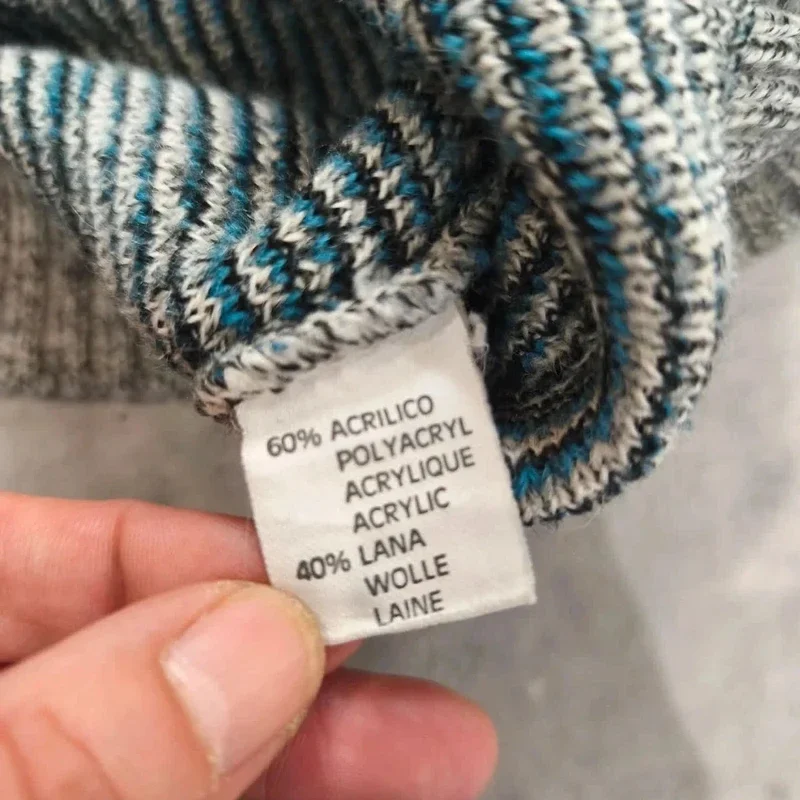 60% ACRILICO
POLYACRYL
ACRYLIQUE
ACRYLIC
40% LANA
WOLLE
LAINE